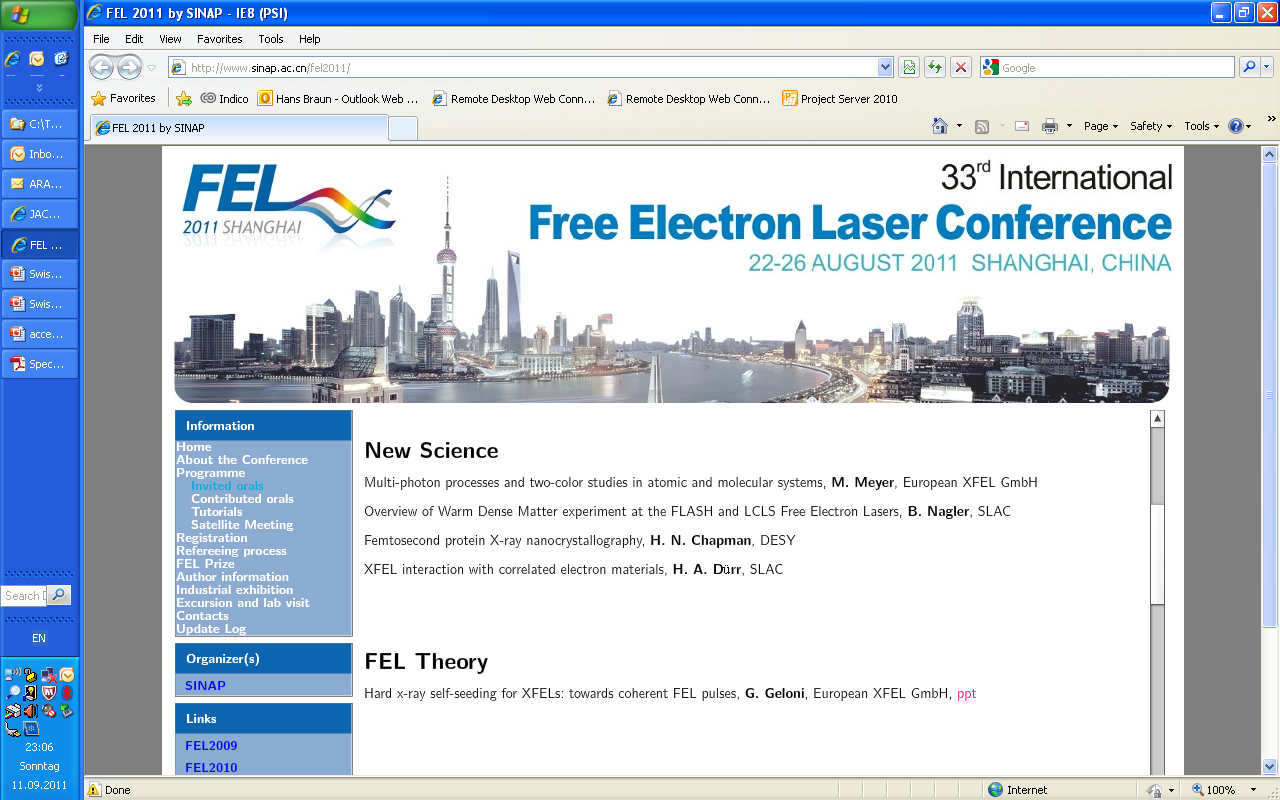 FEL 2011 by SINAP - IE8 (PSI)
File Edit View Favorites Tools Help
http://www.sinap.ac.cn/fel2011/
Google
Favorites
Indico
Hans Braun - Outlook Web ...
Remote Desktop Web Conn...
Remote Desktop Web Conn...
Project Server 2010
FEL 2011 by SINAP
Page
Safety
Tools
C:\T...
Inbo...
ARA...
JAC...
FEL ...
Swis...
Swis...
acce...
Spec...
Search D
EN
23:06
Sonntag
11.09.2011
FEL
2011 SHANGHAI
33rd International
Free Electron Laser Conference
22-26 AUGUST 2011 SHANGHAI, CHINA
Information
Home
About the Conference
Programme
Invited orals
Contributed orals
Tutorials
Satellite Meeting
Registration
Refereeing process
FEL Prize
Author information
Industrial exhibition
Excursion and lab visit
Contacts
Update Log
Organizer(s)
SINAP
Links
FEL2009
FEL2010
New Science
Multi-photon processes and two-color studies in atomic and molecular systems, M. Meyer, European XFEL GmbH
Overview of Warm Dense Matter experiment at the FLASH and LCLS Free Electron Lasers, B. Nagler, SLAC
Femtosecond protein X-ray nanocrystallography, H. N. Chapman, DESY
XFEL interaction with correlated electron materials, H. A. Dürr, SLAC
FEL Theory
Hard x-ray self-seeding for XFELs: towards coherent FEL pulses, G. Geloni, European XFEL GmbH, ppt
Done
Internet
100%